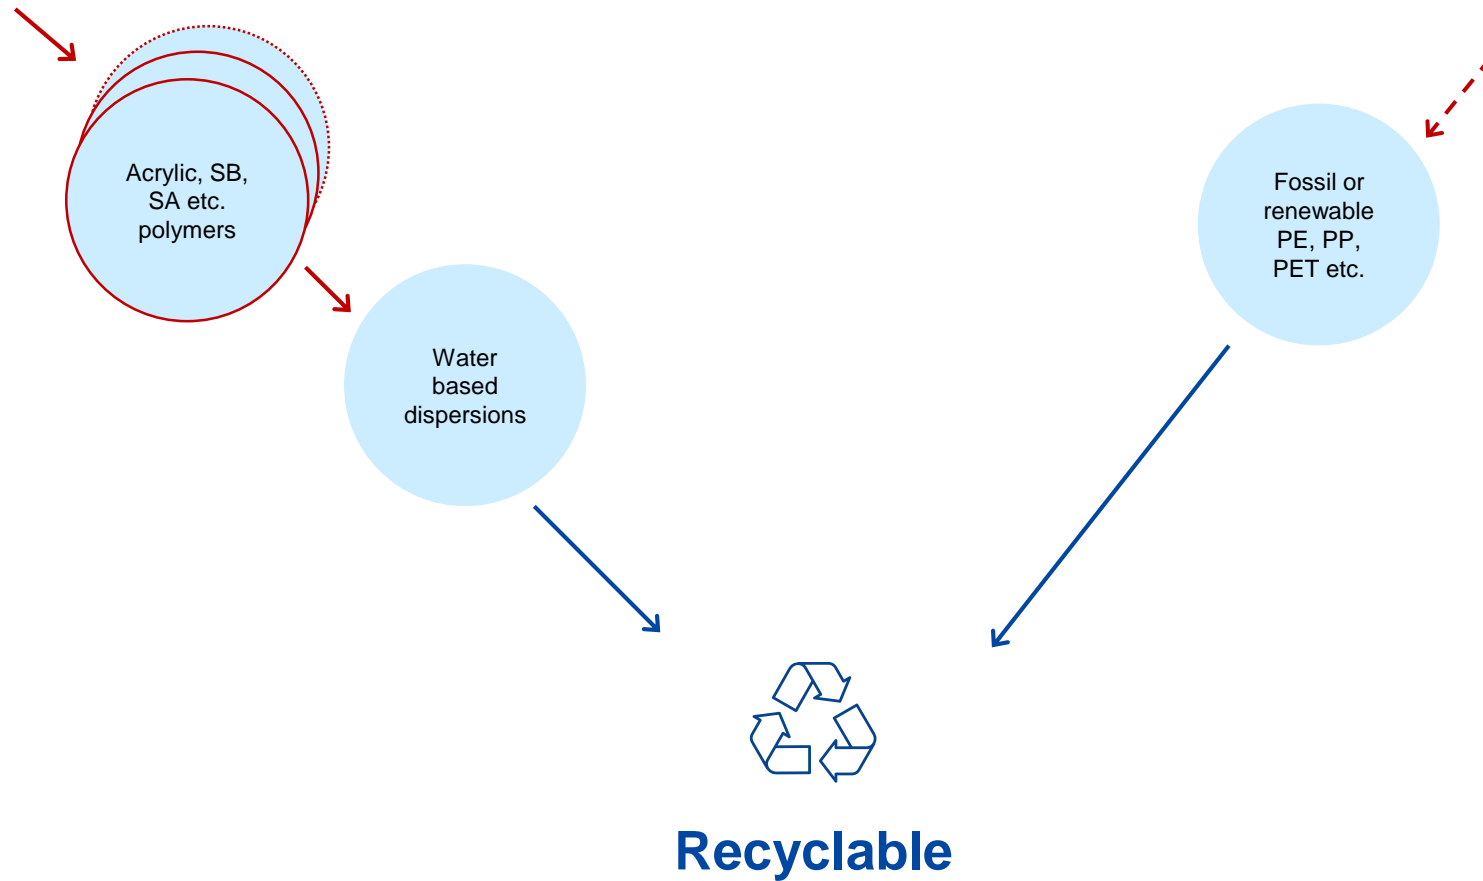 Acrylic, SB,
SA etc.
polymers
Fossil or
renewable
PE, PP,
PET etc.
Water
based
dispersions
Recyclable